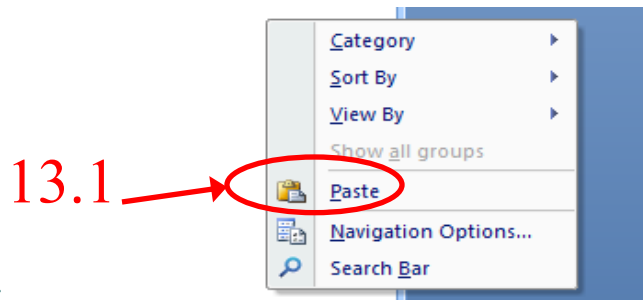 Category
Sort By
View By
Show all groups
13.1
Paste
Navigation Options...
Search Bar